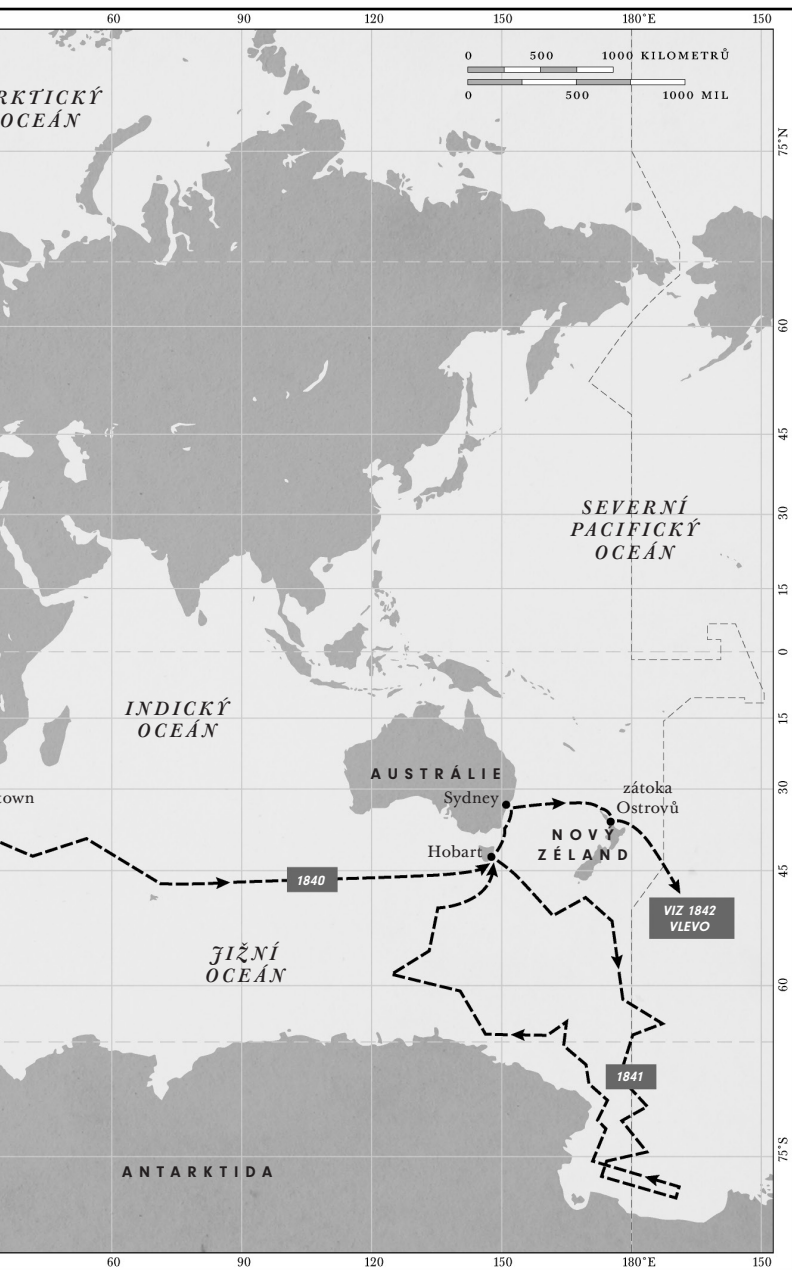 60 90 120 150 180°E 150
0 500 1000 KILOMETRŮ
0 500 1000 MIL
RKTICKÝ
OCEÁN
75°N
60
45
SEVERNÍ
PACIFICKÝ
OCEÁN
30
15
0
INDICKÝ
OCEÁN
15
AUSTRÁLIE
30
town
Sydney
zátoka
Ostrovů
NOVÝ
ZÉLAND
Hobart
45
1840
VIZ 1842
VLEVO
JIŽNÍ
OCEÁN
60
1841
75°S
ANTARKTIDA
60 90 120 150 180°E 150